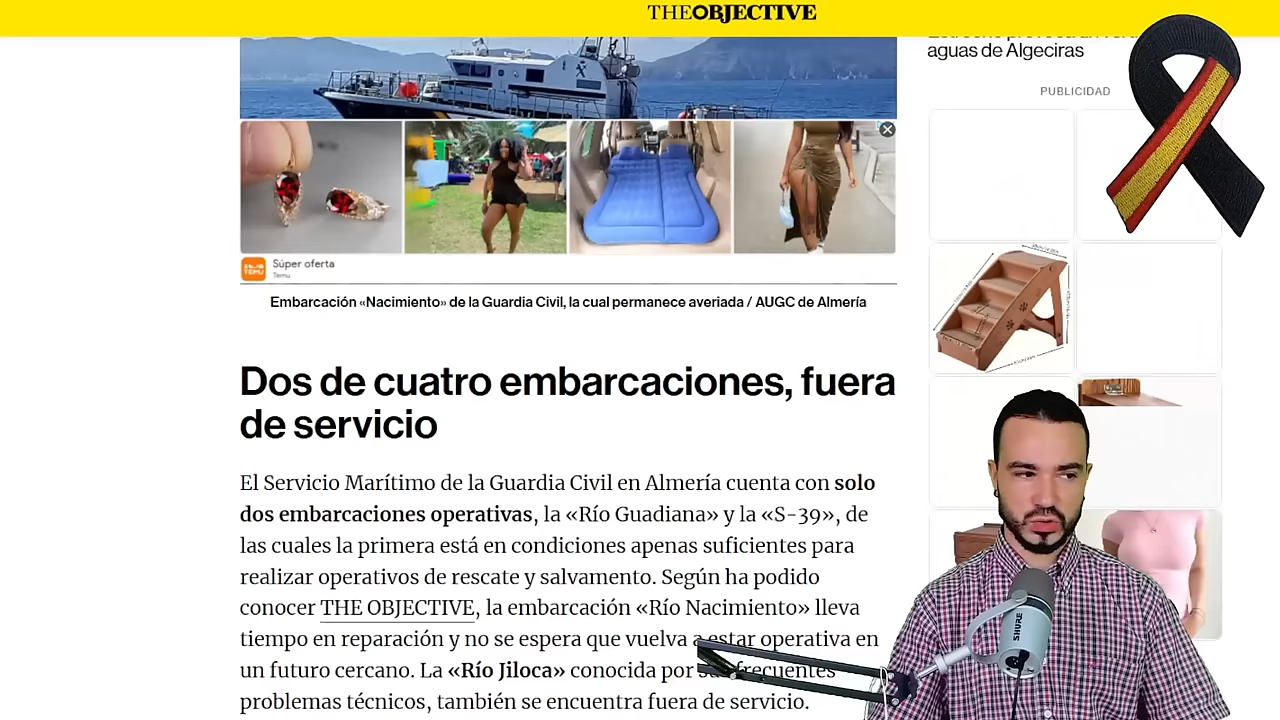 THEOBJECTIVE
aguas de Algeciras
PUBLICIDAD
TEMU
Súper oferta
Temu
Embarcación «Nacimiento» de la Guardia Civil, la cual permanece averiada / AUGC de Almería
Dos de cuatro embarcaciones, fuera
de servicio
El Servicio Marítimo de la Guardia Civil en Almería cuenta con solo
dos embarcaciones operativas, la «Río Guadiana» y la «S-39», de
las cuales la primera está en condiciones apenas suficientes para
realizar operativos de rescate y salvamento. Según ha podido
conocer THE OBJECTIVE, la embarcación «Río Nacimiento» lleva
tiempo en reparación y no se espera que vuelva a estar operativa en
un futuro cercano. La «Río Jiloca» conocida por sus frecuentes
problemas técnicos, también se encuentra fuera de servicio.
SHURE